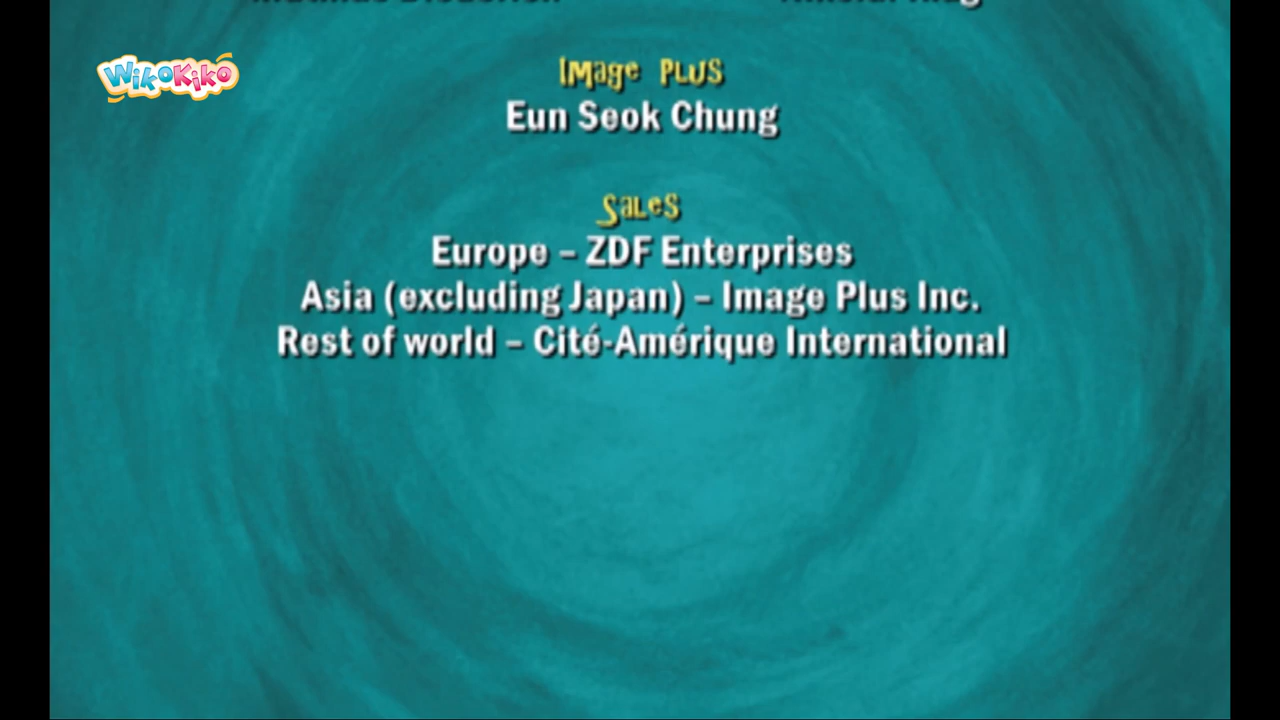 WikoKiko
Image Plus
Eun Seok Chung
Sales
Europe – ZDF Enterprises
Asia (excluding Japan) – Image Plus Inc.
Rest of world – Cité-Amérique International